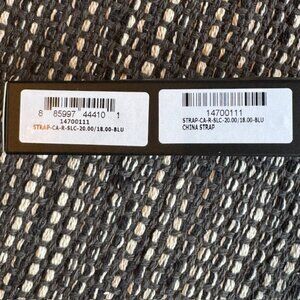 8 85997 44410 1
14700111
STRAP-CA-R-SLC-20.00/18.00-BLU
14700111
STRAP-CA-R-SLC-20.00/18.00-BLU
CHINA STRAP